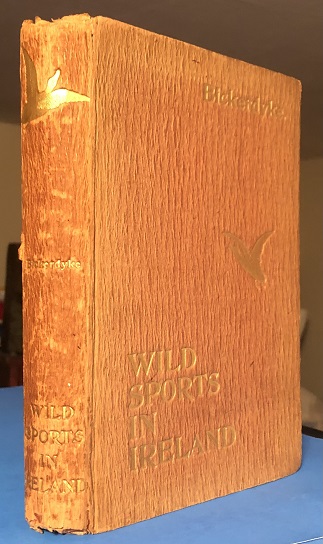 Bickerdyke.
WILD
SPORTS
IN
IRELAND
Bickerdyke
WILD
SPORTS
IN
IRELAND